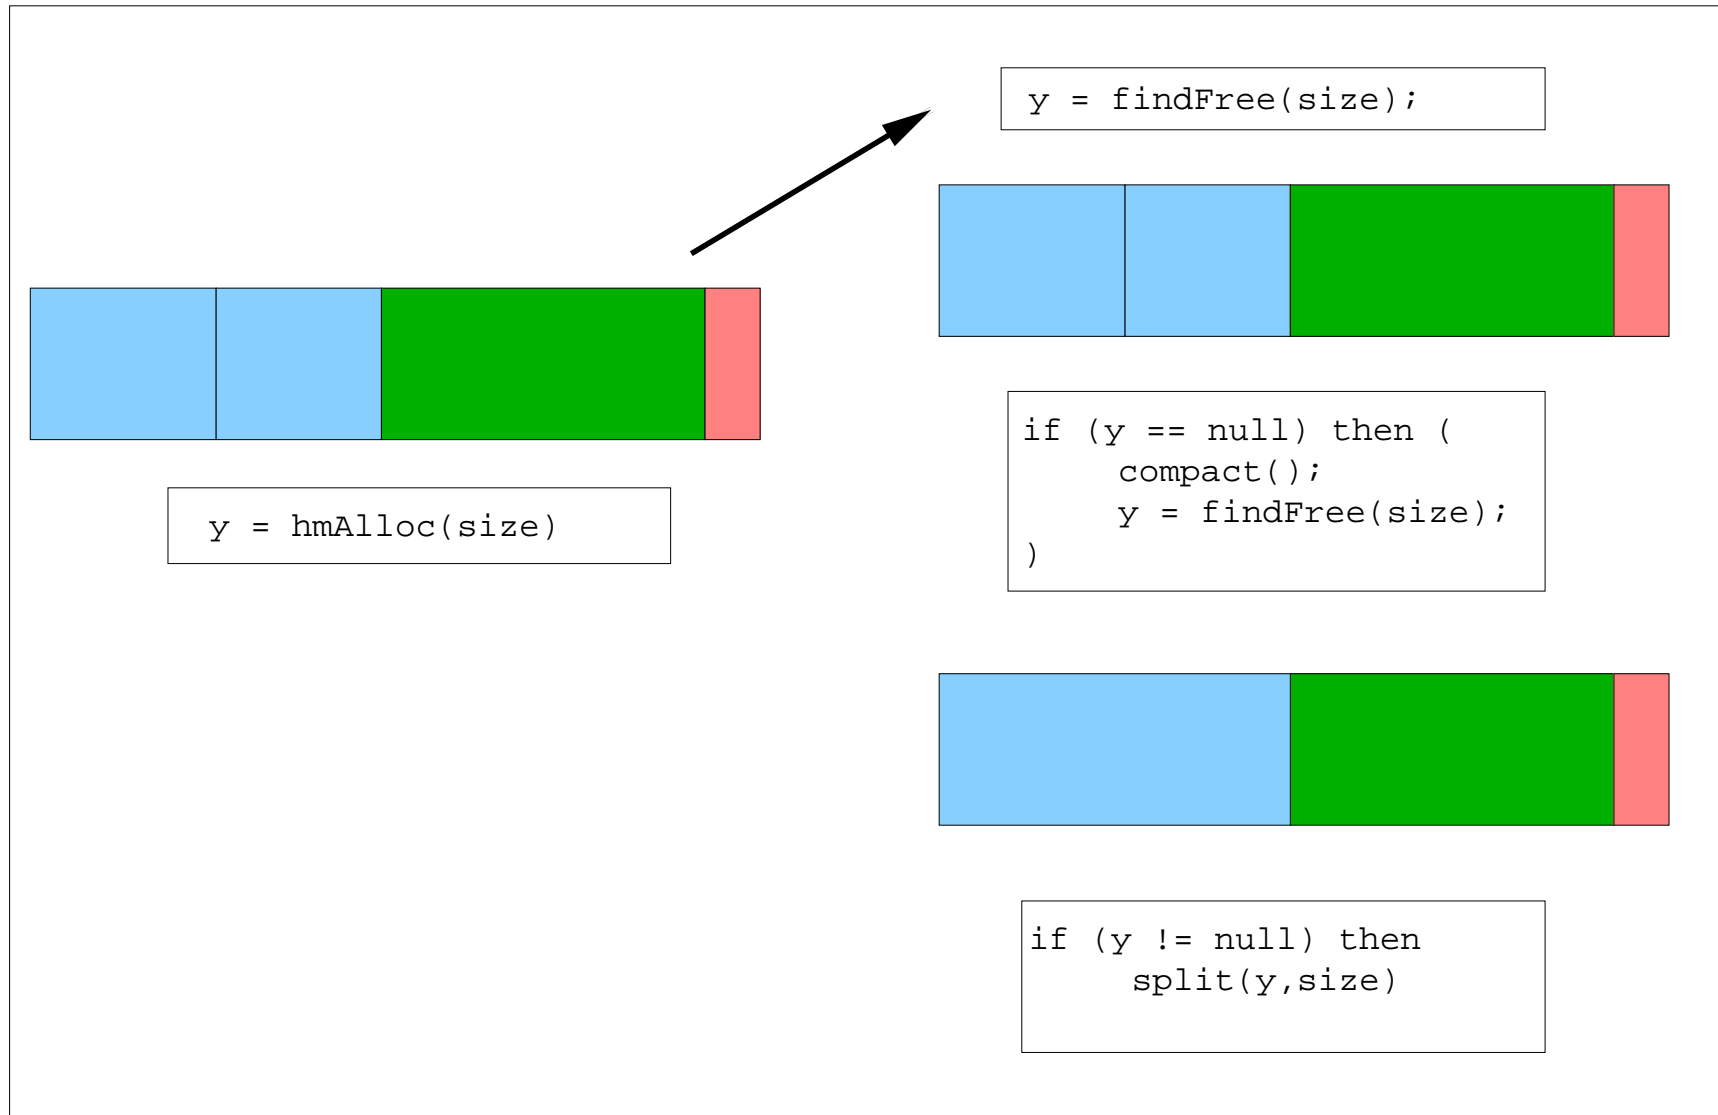 y = findFree(size);
y = hmAlloc(size)
if (y == null) then (
compact();
y = findFree(size);
)
if (y != null) then
split(y,size)